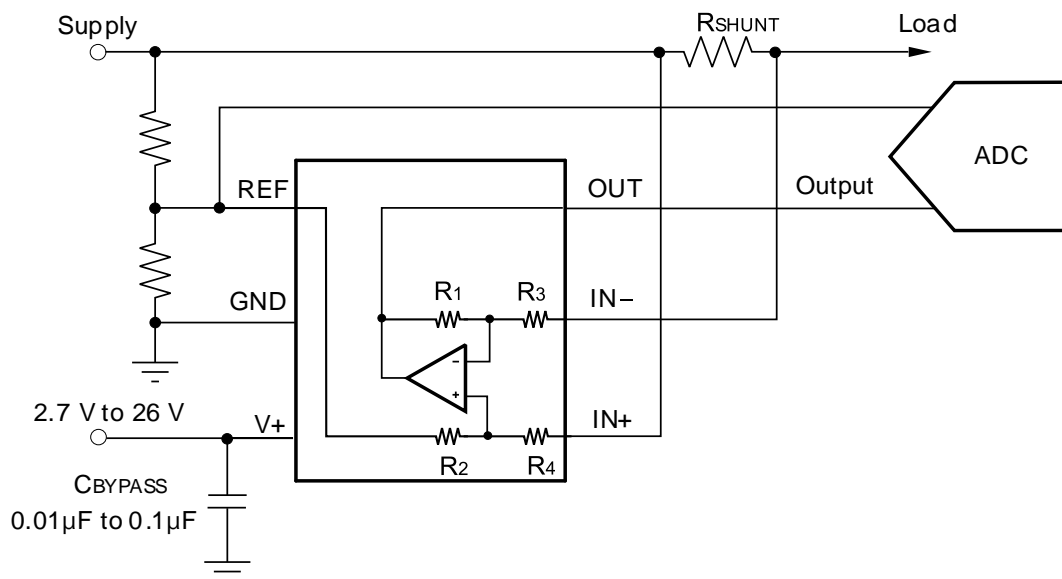 Supply
RSHUNT
Load
ADC
REF
OUT
Output
R1
R3
IN–
GND
-
+
2.7 V to 26 V
V+
IN+
R2
R4
CBYPASS
0.01µF to 0.1µF